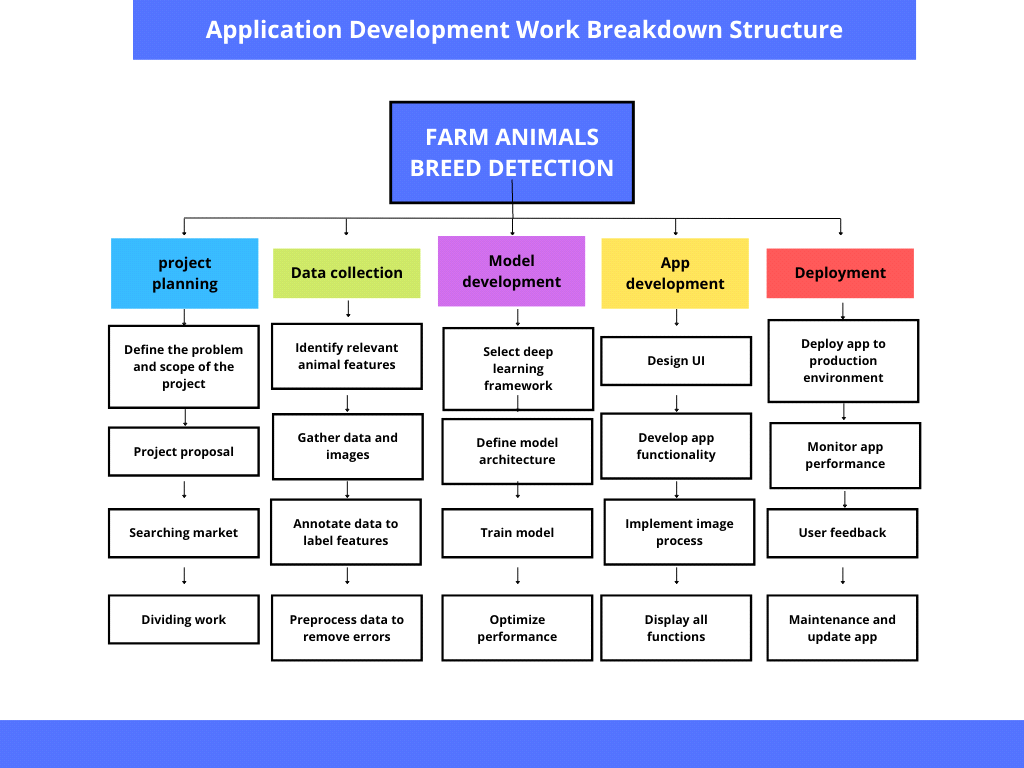 Application Development Work Breakdown Structure
FARM ANIMALS
BREED DETECTION
project
planning
Define the problem
and scope of the
project
Project proposal
Searching market
Dividing work
Data collection
Identify relevant
animal features
Gather data and
images
Annotate data to
label features
Preprocess data to
remove errors
Model
development
Select deep
learning
framework
Define model
architecture
Train model
Optimize
performance
App
development
Design UI
Develop app
functionality
Implement image
process
Display all
functions
Deployment
Deploy app to
production
environment
Monitor app
performance
User feedback
Maintenance and
update app